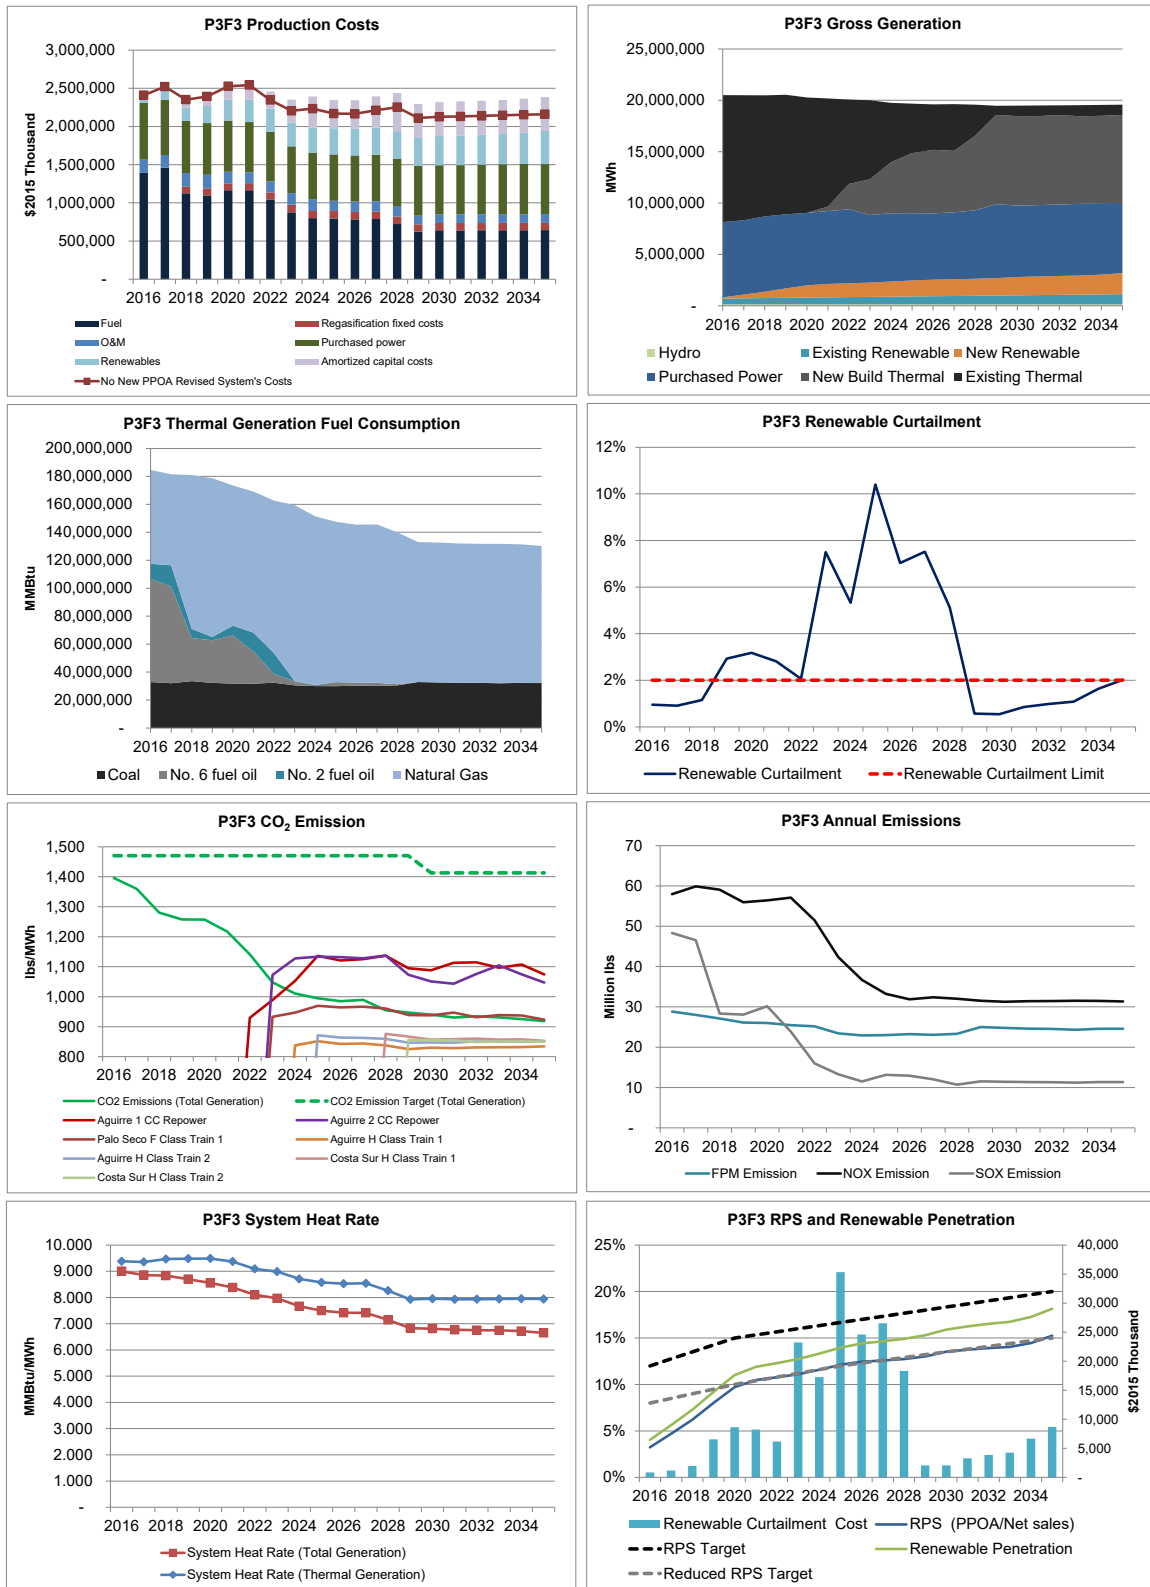 P3F3 Production Costs
$2015 Thousand
3,000,000
2,500,000
2,000,000
1,500,000
1,000,000
500,000
-
2016 2018 2020 2022 2024 2026 2028 2030 2032 2034
Fuel
Regasification fixed costs
O&M
Purchased power
Renewables
Amortized capital costs
No New PPOA Revised System's Costs
P3F3 Gross Generation
MWh
25,000,000
20,000,000
15,000,000
10,000,000
5,000,000
-
2016 2018 2020 2022 2024 2026 2028 2030 2032 2034
Hydro
Existing Renewable
New Renewable
Purchased Power
New Build Thermal
Existing Thermal
P3F3 Thermal Generation Fuel Consumption
MMBtu
200,000,000
180,000,000
160,000,000
140,000,000
120,000,000
100,000,000
80,000,000
60,000,000
40,000,000
20,000,000
-
2016 2018 2020 2022 2024 2026 2028 2030 2032 2034
Coal
No. 6 fuel oil
No. 2 fuel oil
Natural Gas
P3F3 Renewable Curtailment
12%
10%
8%
6%
4%
2%
0%
2016 2018 2020 2022 2024 2026 2028 2030 2032 2034
Renewable Curtailment
Renewable Curtailment Limit
P3F3 CO2 Emission
lbs/MWh
1,500
1,400
1,300
1,200
1,100
1,000
900
800
2016 2018 2020 2022 2024 2026 2028 2030 2032 2034
CO2 Emissions (Total Generation)
CO2 Emission Target (Total Generation)
Aguirre 1 CC Repower
Aguirre 2 CC Repower
Palo Seco F Class Train 1
Aguirre H Class Train 1
Aguirre H Class Train 2
Costa Sur H Class Train 1
Costa Sur H Class Train 2
P3F3 Annual Emissions
Million lbs
70
60
50
40
30
20
10
-
2016 2018 2020 2022 2024 2026 2028 2030 2032 2034
FPM Emission
NOX Emission
SOX Emission
P3F3 System Heat Rate
MMBtu/MWh
10.000
9.000
8.000
7.000
6.000
5.000
4.000
3.000
2.000
1.000
-
2016 2018 2020 2022 2024 2026 2028 2030 2032 2034
System Heat Rate (Total Generation)
System Heat Rate (Thermal Generation)
P3F3 RPS and Renewable Penetration
25%
20%
15%
10%
5%
0%
40,000
35,000
30,000
25,000
20,000
15,000
10,000
5,000
-
$2015 Thousand
2016 2018 2020 2022 2024 2026 2028 2030 2032 2034
Renewable Curtailment Cost
RPS (PPOA/Net sales)
RPS Target
Renewable Penetration
Reduced RPS Target